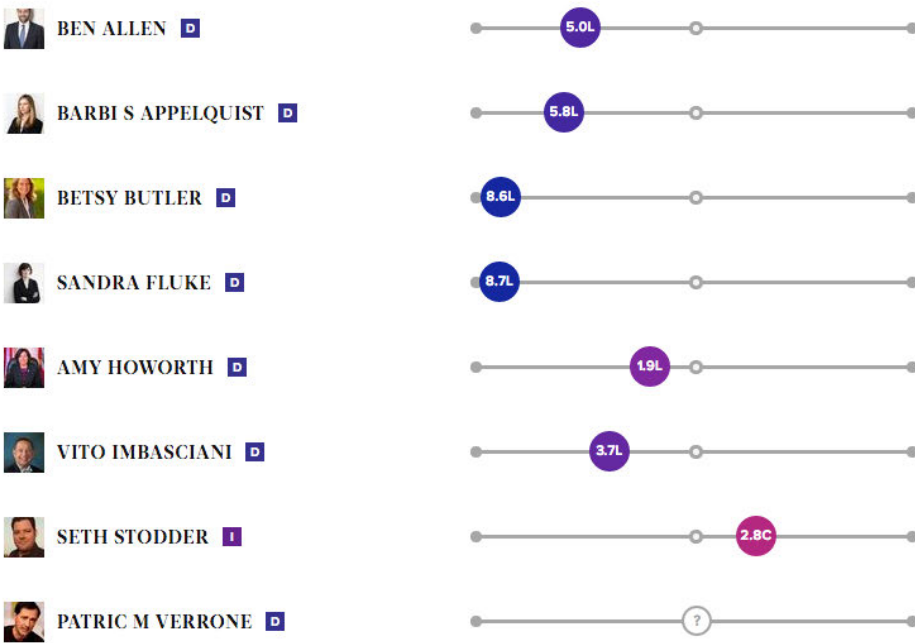 BEN ALLEN D 5.0L
BARBI S APPELQUIST D 5.8L
BETSY BUTLER D 8.6L
SANDRA FLUKE D 8.7L
AMY HOWORTH D 1.9L
VITO IMBASCIANI D 3.7L
SETH STODDER I 2.8C
PATRIC M VERRONE D ?